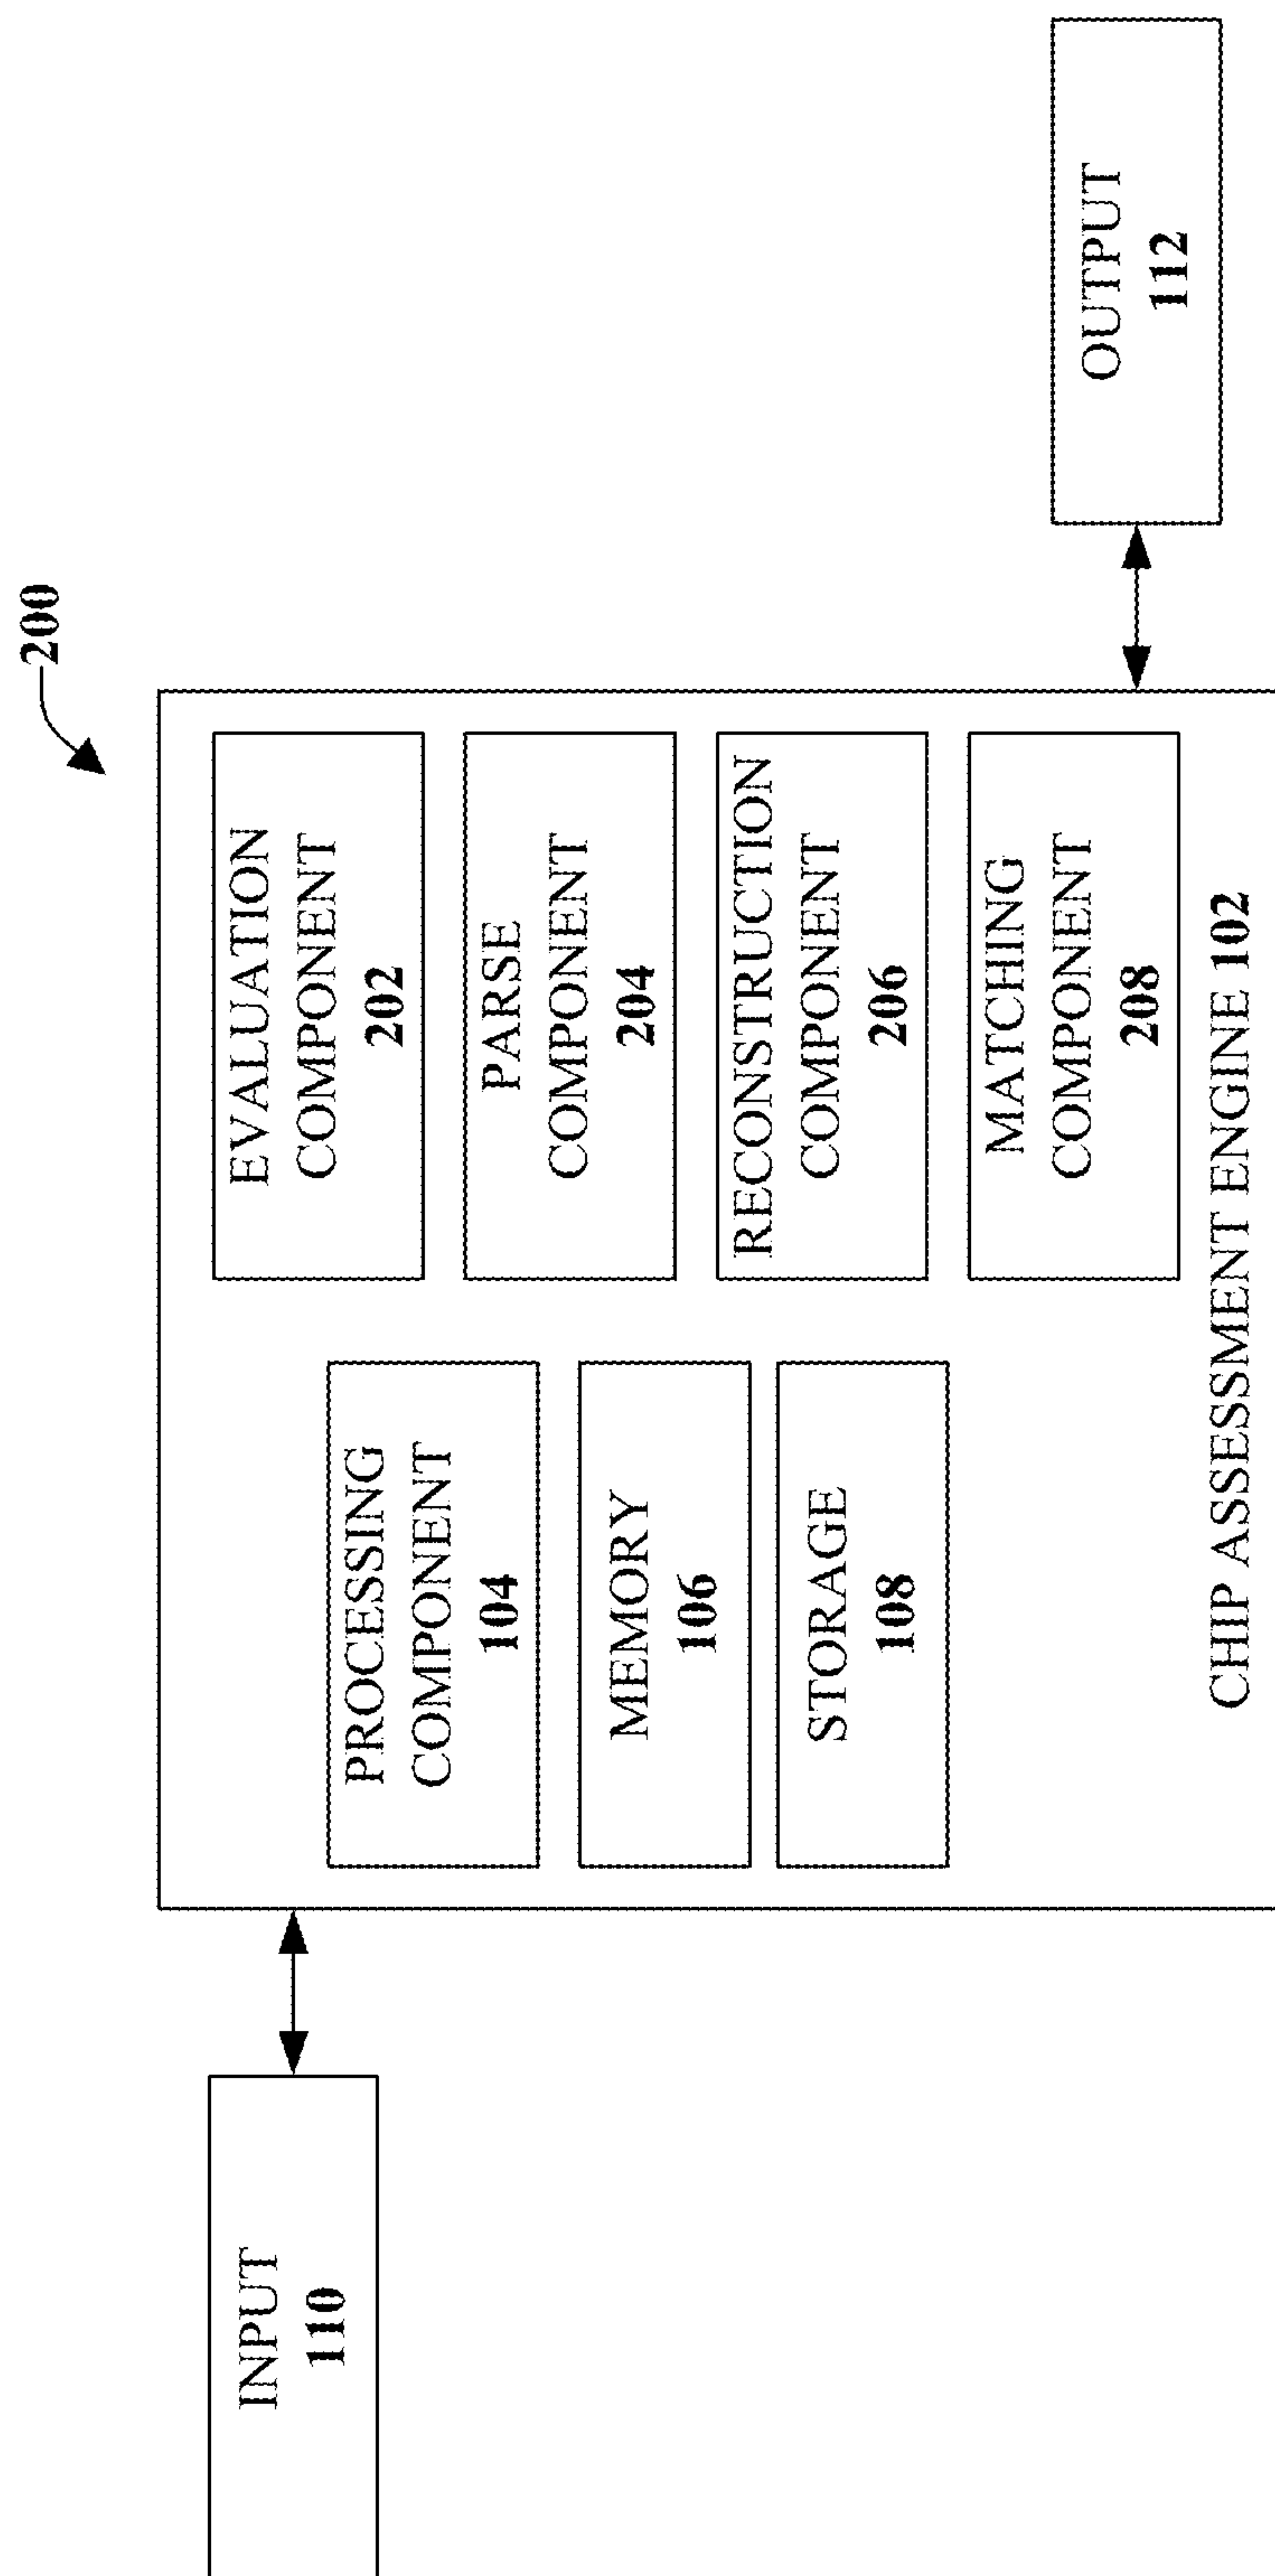 200
INPUT
110
PROCESSING
COMPONENT
104
MEMORY
106
STORAGE
108
EVALUATION
COMPONENT
202
PARSE
COMPONENT
204
RECONSTRUCTION
COMPONENT
206
MATCHING
COMPONENT
208
CHIP ASSESSMENT ENGINE 102
OUTPUT
112